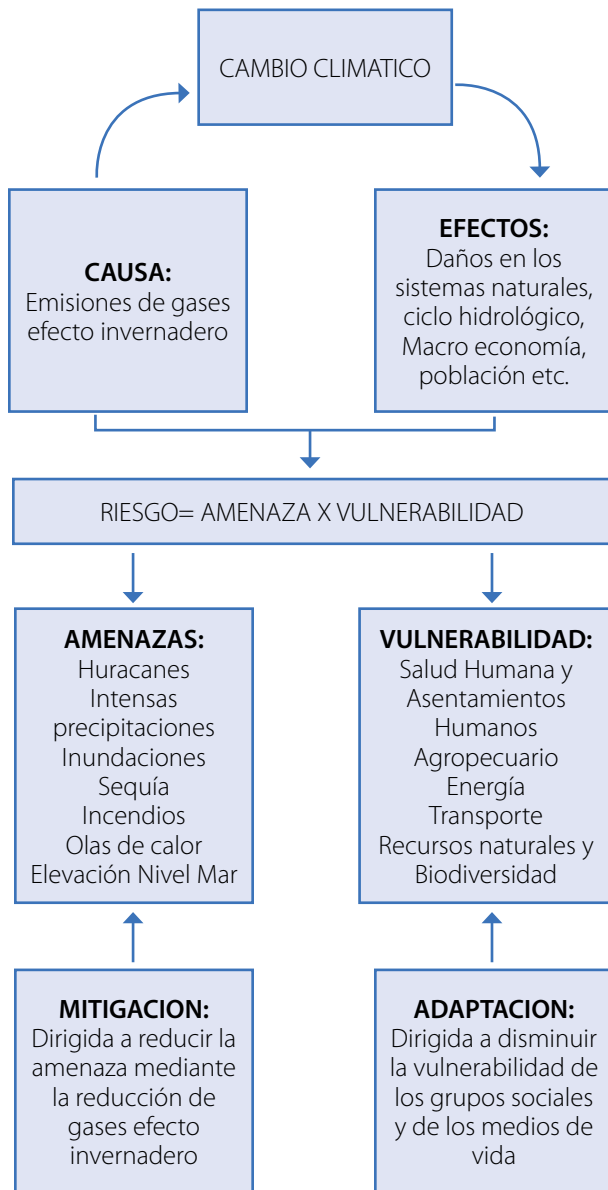 CAMBIO CLIMATICO
CAUSA:
Emisiones de gases
efecto invernadero
EFECTOS:
Daños en los
sistemas naturales,
ciclo hidrológico,
Macro economía,
población etc.
RIESGO= AMENAZA X VULNERABILIDAD
AMENAZAS:
Huracanes
Intensas
precipitaciones
Inundaciones
Sequía
Incendios
Olas de calor
Elevación Nivel Mar
VULNERABILIDAD:
Salud Humana y
Asentamientos
Humanos
Agropecuario
Energía
Transporte
Recursos naturales y
Biodiversidad
MITIGACION:
Dirigida a reducir la
amenaza mediante
la reducción de
gases efecto
invernadero
ADAPTACION:
Dirigida a disminuir
la vulnerabilidad de
los grupos sociales
y de los medios de
vida